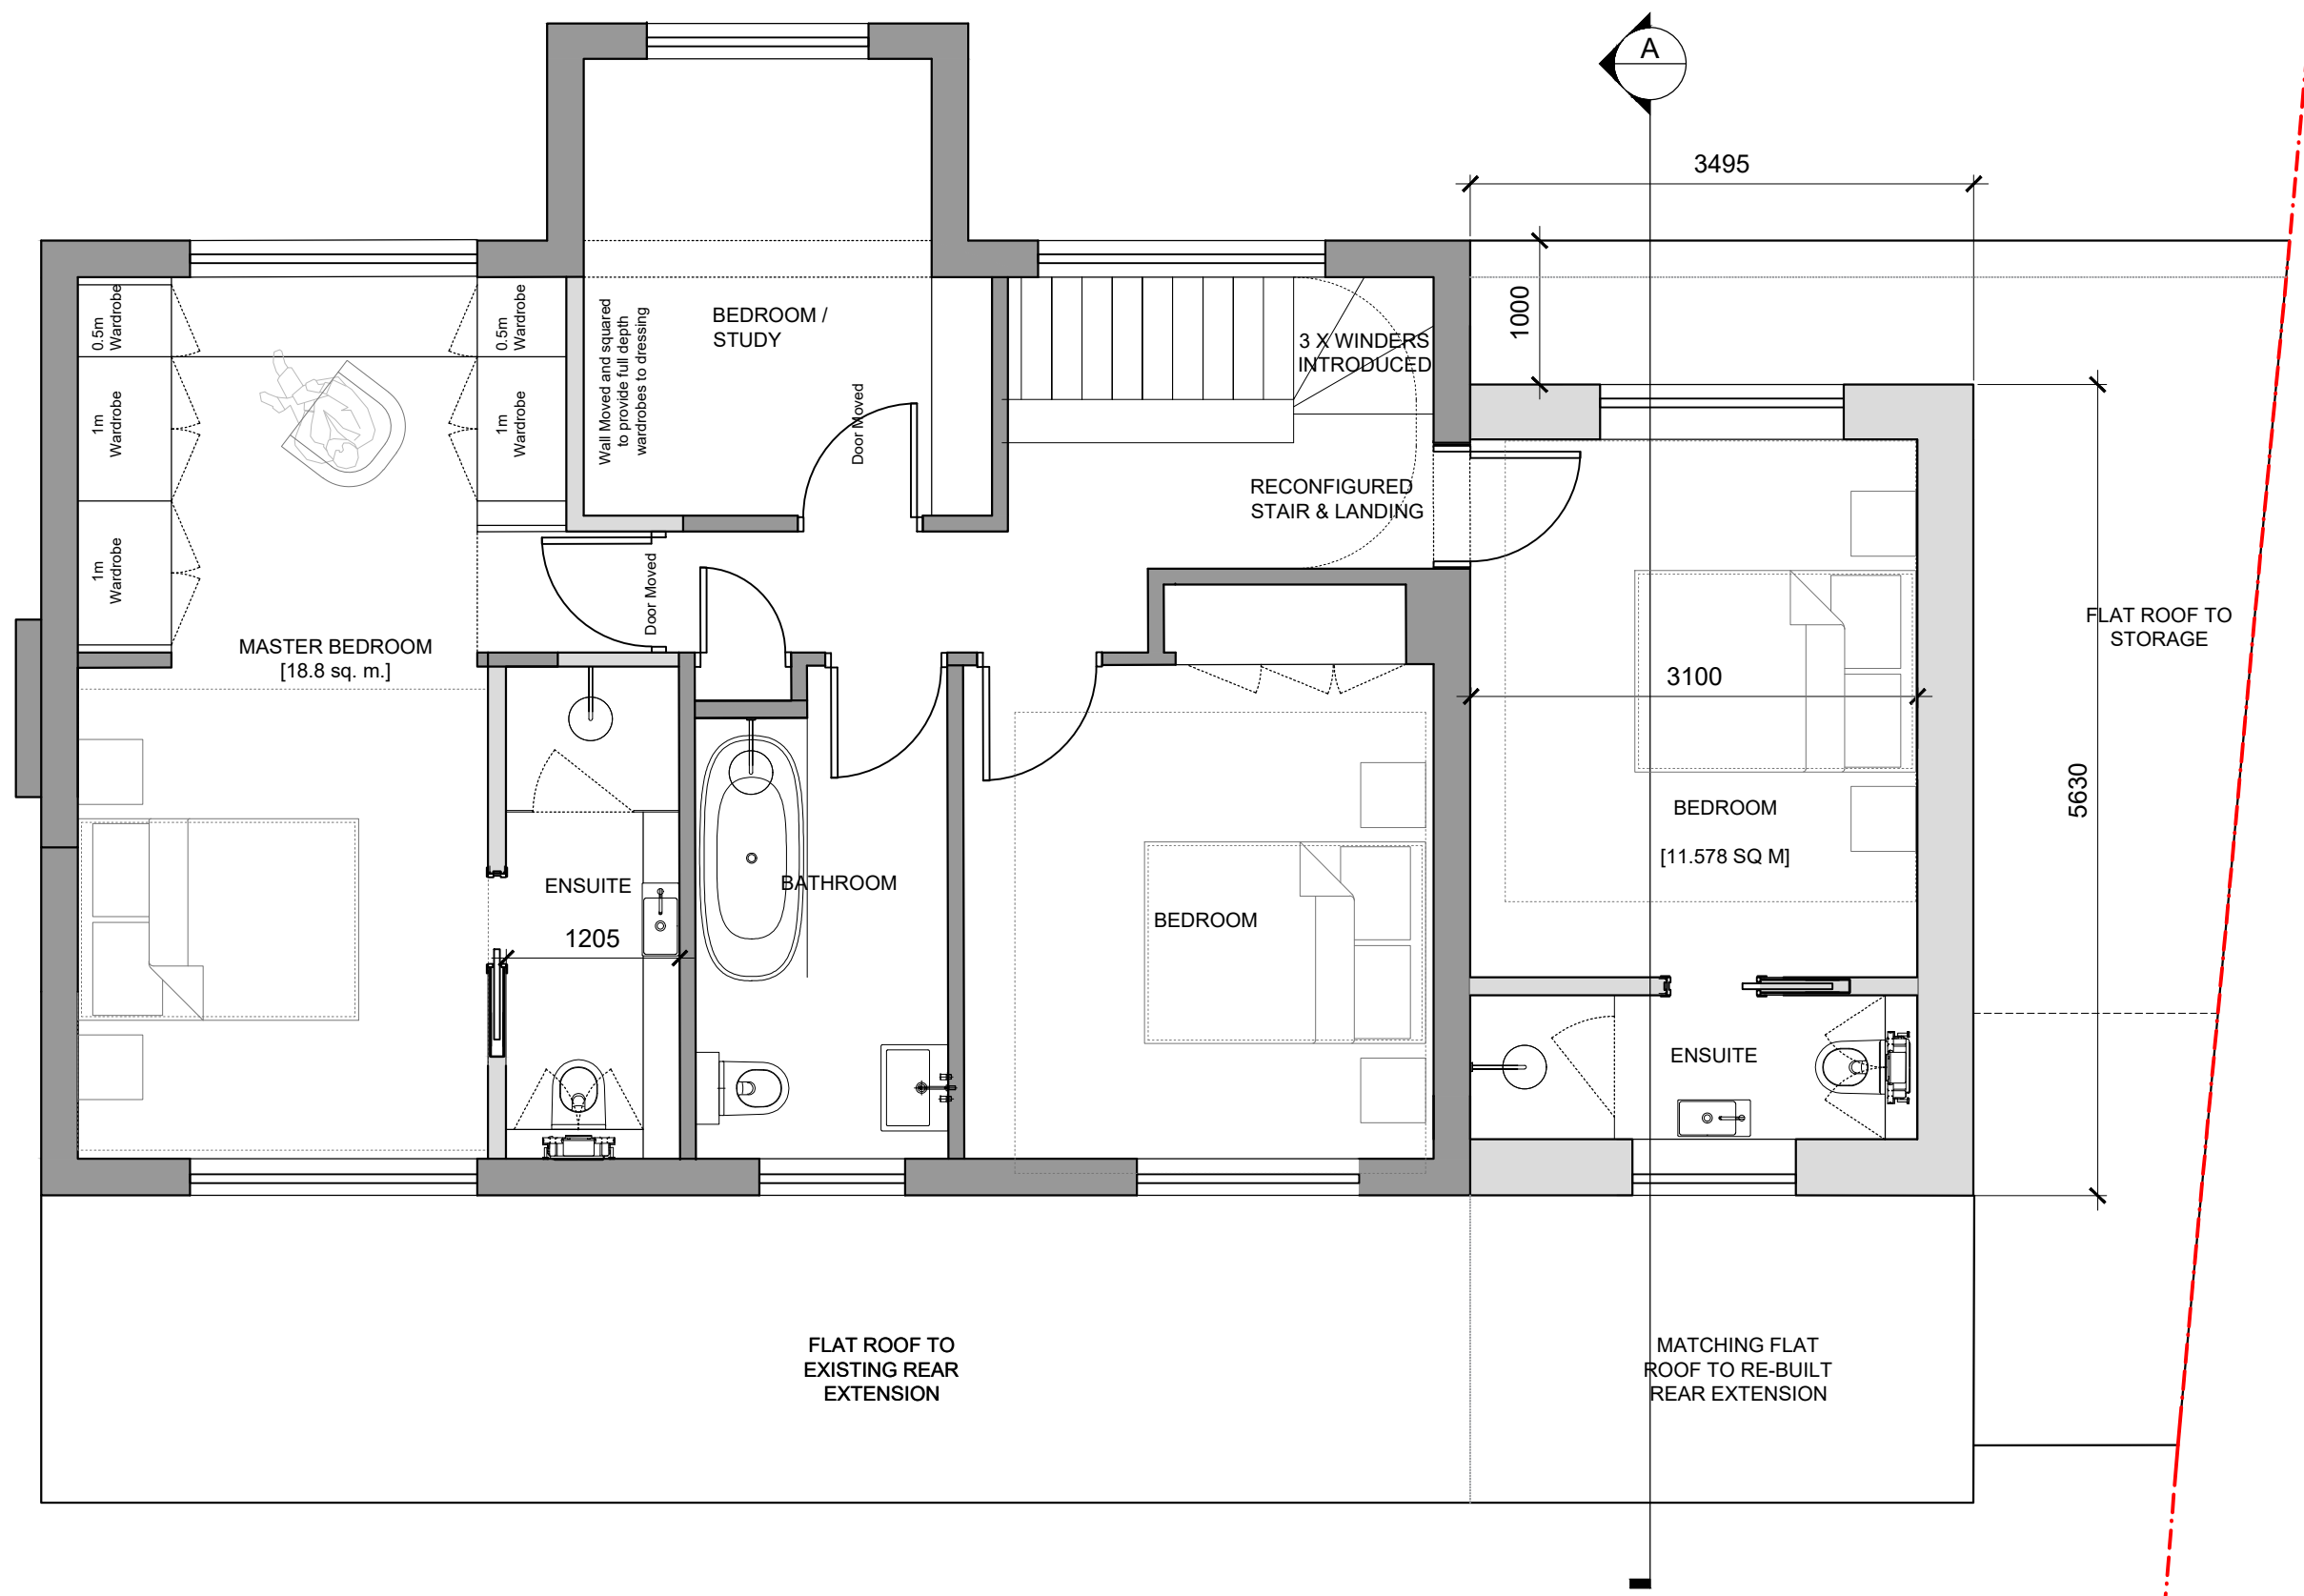 A
3495
1000
0.5m
Wardrobe
0.5m
Wardrobe
1m
Wardrobe
1m
Wardrobe
1m
Wardrobe
Wall Moved and squared
to provide full depth
wardrobes to dressing
BEDROOM /
STUDY
Door Moved
3 X WINDERS
INTRODUCED
RECONFIGURED
STAIR & LANDING
Door Moved
MASTER BEDROOM
[18.8 sq. m.]
FLAT ROOF TO
STORAGE
3100
5630
BEDROOM
[11.578 SQ M]
ENSUITE
1205
BATHROOM
BEDROOM
ENSUITE
FLAT ROOF TO
EXISTING REAR
EXTENSION
MATCHING FLAT
ROOF TO RE-BUILT
REAR EXTENSION